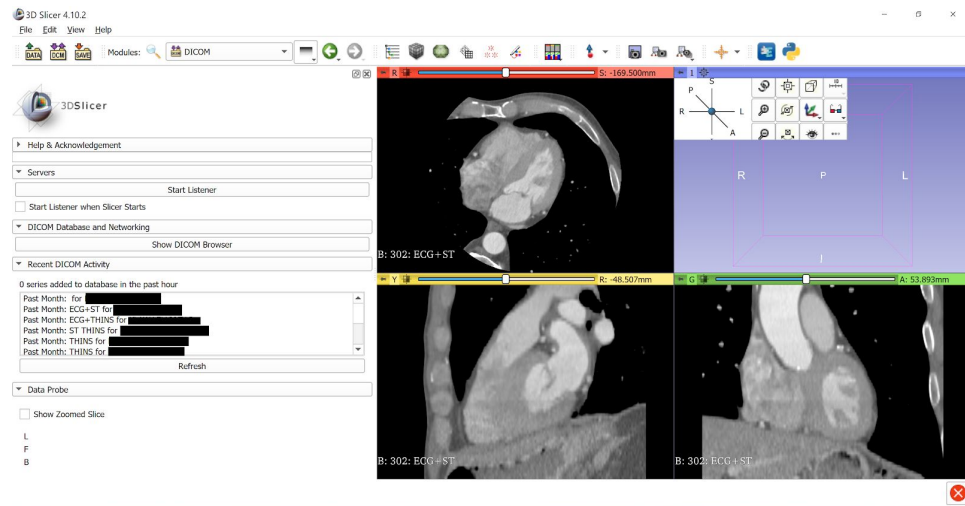 3D Slicer 4.10.2
File Edit View Help
DATA DCM SAVE Modules: DICOM
R S: -169.500mm
1
3DSlicer
Help & Acknowledgement
Servers
Start Listener
Start Listener when Slicer Starts
DICOM Database and Networking
Show DICOM Browser
Recent DICOM Activity
0 series added to database in the past hour
Past Month: for
Past Month: ECG+ST for
Past Month: ECG+THINS for
Past Month: ST THINS for
Past Month: THINS for
Past Month: THINS for
Refresh
Data Probe
Show Zoomed Slice
L
F
B
B: 302: ECG+ST
S
P
R L
A
R P L
I
Y R: -48.507mm
B: 302: ECG+ST
G A: 53.893mm
B: 302: ECG+ST